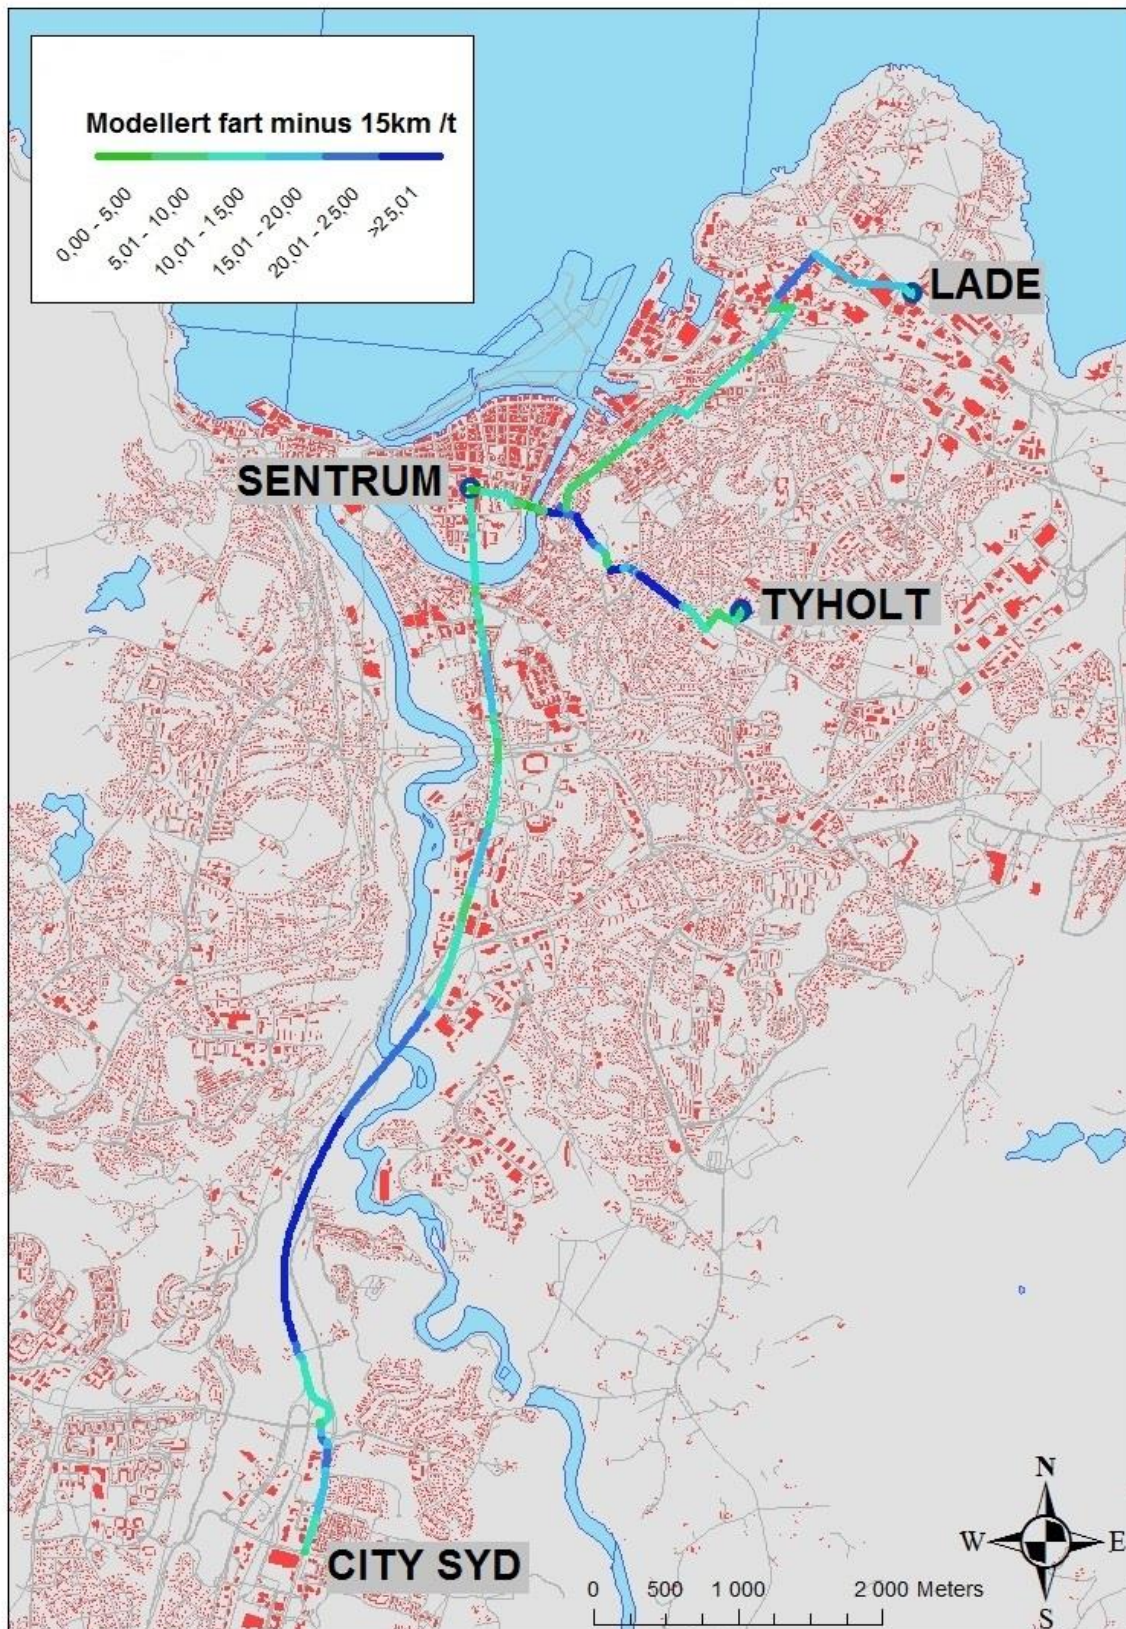 Modellert fart minus 15km /t
0,00 - 5,00
5,01 - 10,00
10,01 - 15,00
15,01 - 20,00
20,01 - 25,00
>25,01
LADE
SENTRUM
TYHOLT
CITY SYD
N
W
E
S
0 500 1 000 2 000 Meters